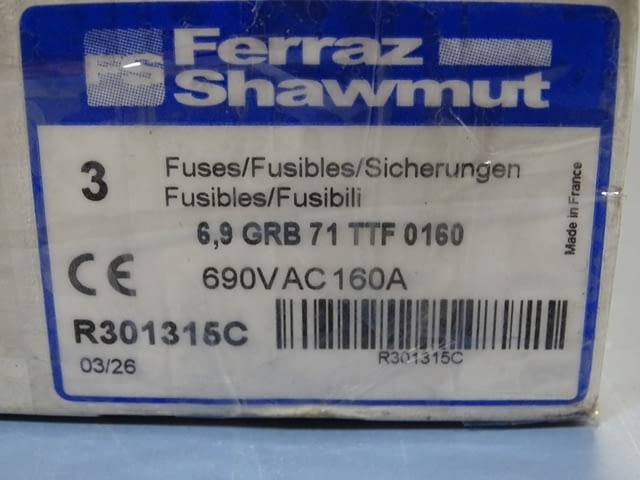 Ferraz
Shawmut
3
Fuses/Fusibles/Sicherungen
Fusibles/Fusibili
6,9 GRB 71 TTF 0160
690VAC160A
CE
R301315C
03/26
R301315C
Made in France